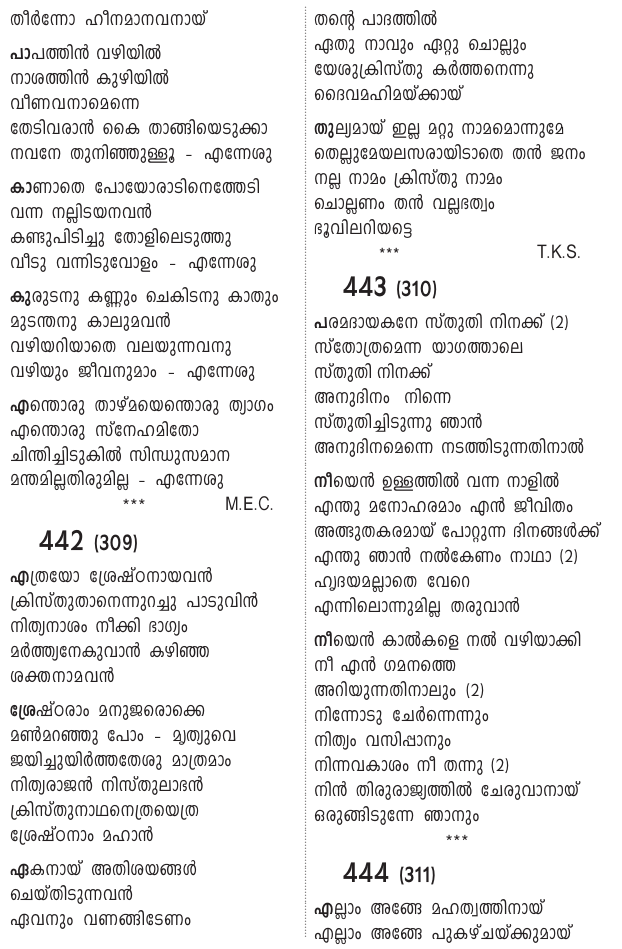 തീർന്നോ ഹീനമാനവനായ്
പാപത്തിൻ വഴിയിൽ
നാശത്തിൻ കുഴിയിൽ
വീണവനാമെന്നെ
തേടിവരാൻ കൈ താങ്ങിയെടുക്കാ
നവനേ തുനിഞ്ഞുള്ളൂ - എന്നേശു
കാണാതെ പോയോരാടിനെത്തേടി
വന്ന നല്ലിടയനവൻ
കണ്ടുപിടിച്ചു തോളിലെടുത്തു
വീടു വന്നിടുവോളം - എന്നേശു
കുരുടനു കണ്ണും ചെകിടനു കാതും
മുടന്തനു കാലുമവൻ
വഴിയറിയാതെ വലയുന്നവനു
വഴിയും ജീവനുമാം - എന്നേശു
എന്തൊരു താഴ്മയെന്തൊരു ത്യാഗം
എന്തൊരു സ്നേഹമിതോ
ചിന്തിച്ചിടുകിൽ സിന്ധുസമാന
മന്തമില്ലതിരുമില്ല - എന്നേശു
*** M.E.C.
442 (309)
എത്രയോ ശ്രേഷ്ഠനായവൻ
ക്രിസ്തുതാനെന്നുറച്ചു പാടുവിൻ
നിത്യനാശം നീക്കി ഭാഗ്യം
മർത്ത്യനേകുവാൻ കഴിഞ്ഞ
ശക്തനാമവൻ
ശ്രേഷ്ഠരാം മനുജരൊക്കെ
മൺമറഞ്ഞു പോം - മൃത്യുവെ
ജയിച്ചുയിർത്തതേശു മാത്രമാം
നിത്യരാജൻ നിസ്തുലാഭൻ
ക്രിസ്തുനാഥനെത്രയെത്ര
ശ്രേഷ്ഠനാം മഹാൻ
ഏകനായ് അതിശയങ്ങൾ
ചെയ്തിടുന്നവൻ
ഏവനും വണങ്ങിടേണം
തന്റെ പാദത്തിൽ
ഏതു നാവും ഏറ്റു ചൊല്ലും
യേശുക്രിസ്തു കർത്തനെന്നു
ദൈവമഹിമയ്ക്കായ്
തുല്യമായ് ഇല്ല മറ്റു നാമമൊന്നുമേ
തെല്ലുമേയലസരായിടാതെ തൻ ജനം
നല്ല നാമം ക്രിസ്തു നാമം
ചൊല്ലണം തൻ വല്ലഭത്വം
ഭൂവിലറിയട്ടെ
*** T.K.S.
443 (310)
പരമദായകനേ സ്തുതി നിനക്ക് (2)
സ്തോത്രമെന്ന യാഗത്താലെ
സ്തുതി നിനക്ക്
അനുദിനം നിന്നെ
സ്തുതിച്ചിടുന്നു ഞാൻ
അനുദിനമെന്നെ നടത്തിടുന്നതിനാൽ
നീയെൻ ഉള്ളത്തിൽ വന്ന നാളിൽ
എന്തു മനോഹരമാം എൻ ജീവിതം
അത്ഭുതകരമായ് പോറ്റുന്ന ദിനങ്ങൾക്ക്
എന്തു ഞാൻ നൽകേണം നാഥാ (2)
ഹൃദയമല്ലാതെ വേറെ
എന്നിലൊന്നുമില്ല തരുവാൻ
നീയെൻ കാൽകളെ നൽ വഴിയാക്കി
നീ എൻ ഗമനത്തെ
അറിയുന്നതിനാലും (2)
നിന്നോടു ചേർന്നെന്നും
നിത്യം വസിപ്പാനും
നിന്നവകാശം നീ തന്നു (2)
നിൻ തിരുരാജ്യത്തിൽ ചേരുവാനായ്
ഒരുങ്ങിടുന്നേ ഞാനും
***
444 (311)
എല്ലാം അങ്ങേ മഹത്വത്തിനായ്
എല്ലാം അങ്ങേ പുകഴ്ചയ്ക്കുമായ്